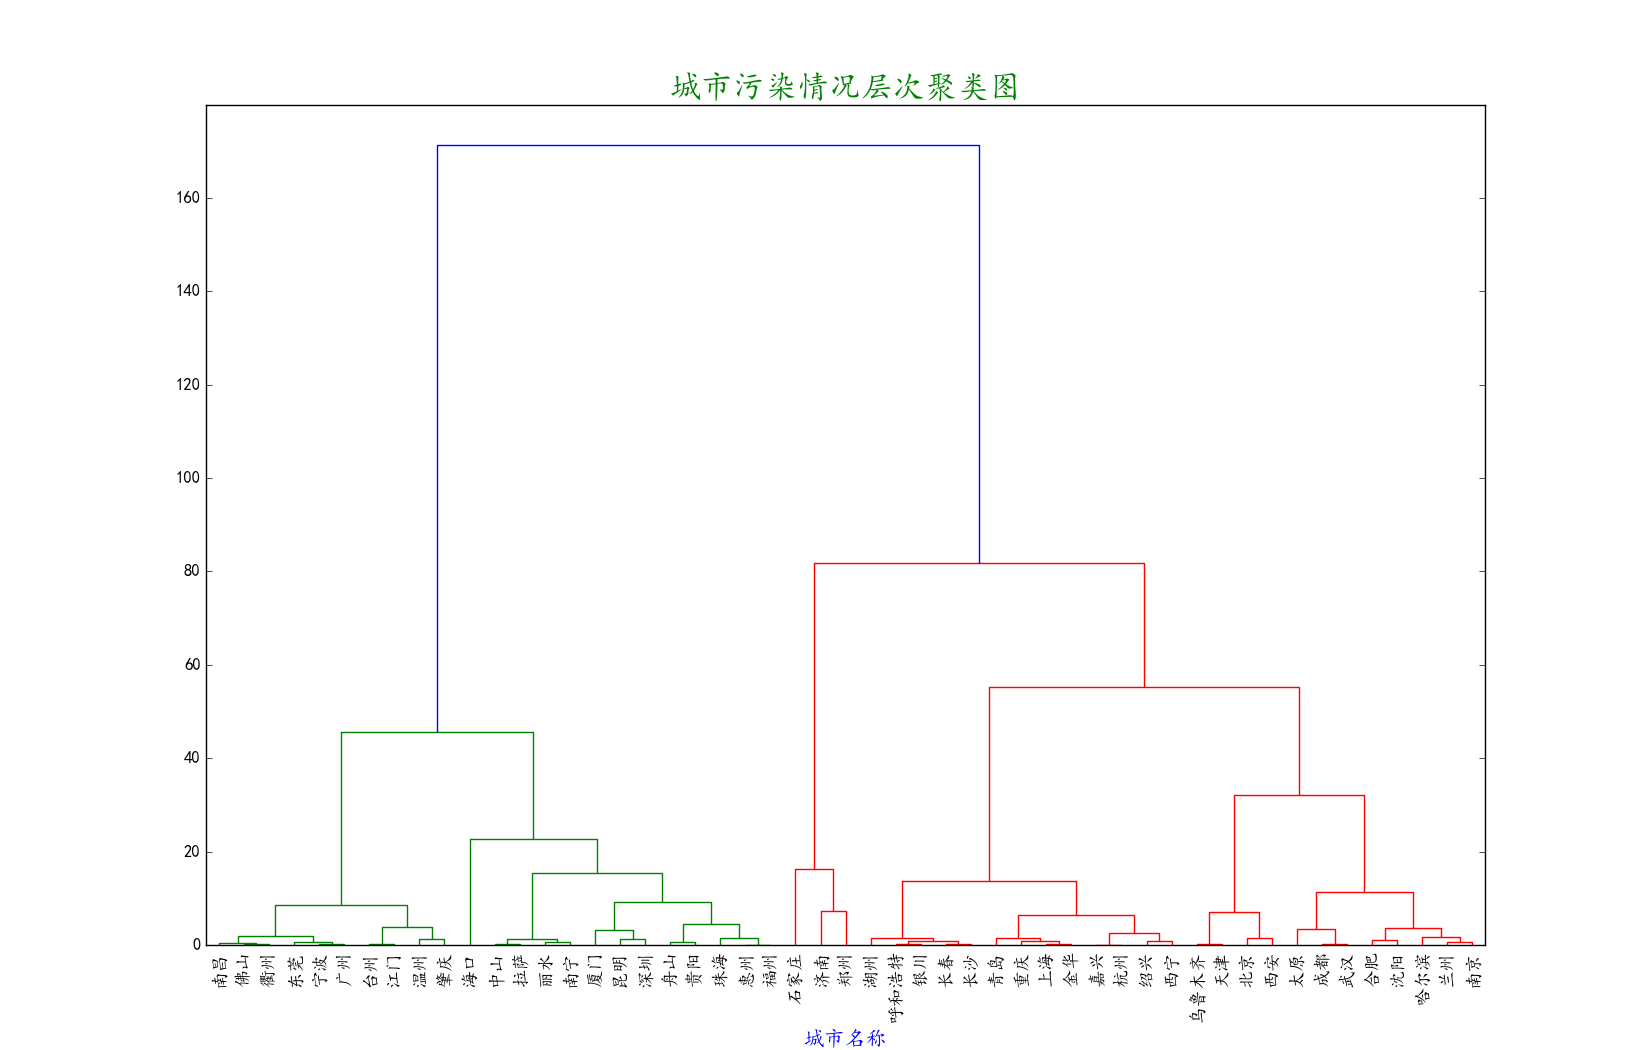 城市污染情况层次聚类图
160
140
120
100
80
60
40
20
0
南昌
佛山
衢州
东莞
宁波
广州
台州
江门
温州
肇庆
海口
中山
拉萨
丽水
南宁
厦门
昆明
深圳
舟山
贵阳
珠海
惠州
福州
石家庄
济南
郑州
湖州
呼和浩特
银川
长春
长沙
青岛
重庆
上海
金华
嘉兴
杭州
绍兴
西宁
乌鲁木齐
天津
北京
西安
太原
成都
武汉
合肥
沈阳
哈尔滨
兰州
南京
城市名称